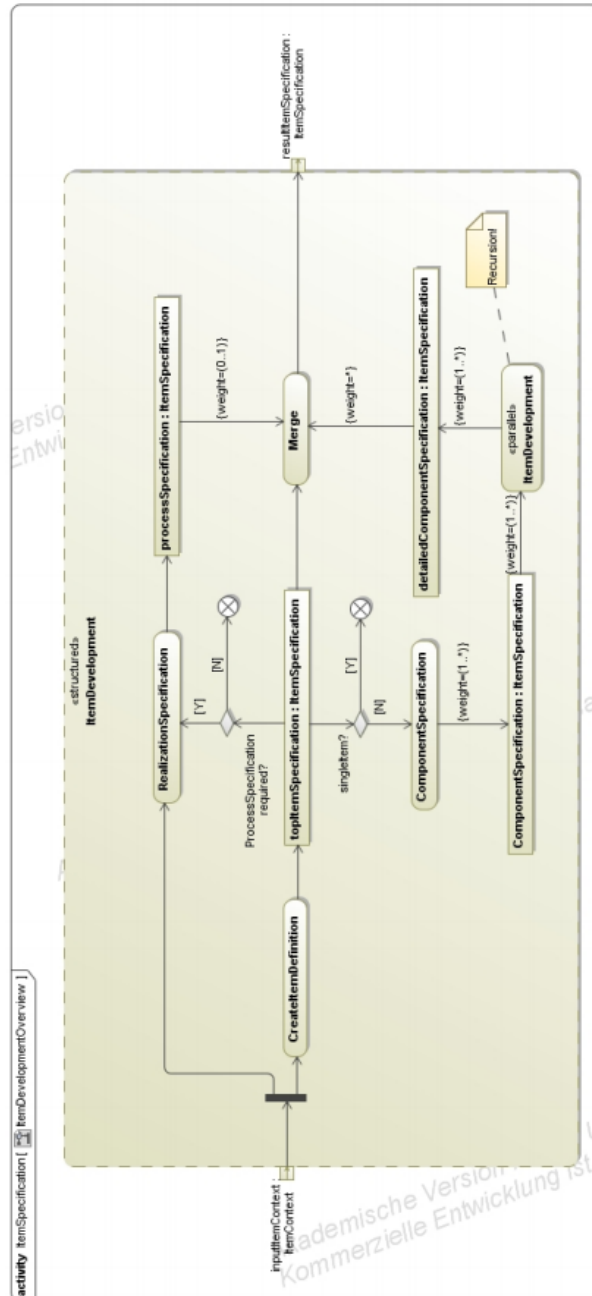 activity ItemSpecification[ ItemDevelopmentOverview ]
«structured»
ItemDevelopment
inputItemContext :
ItemContext
CreateItemDefinition
RealizationSpecification
processSpecification : ItemSpecification
{weight=(0..1)}
[Y]
[N]
ProcessSpecification
required?
topItemSpecification : ItemSpecification
Merge
resultItemSpecification :
ItemSpecification
singleItem?
[Y]
[N]
{weight=*}
ComponentSpecification
{weight=(1..*)}
detailedComponentSpecification : ItemSpecification
{weight=(1..*)}
ComponentSpecification : ItemSpecification
{weight=(1..*)}
«parallel»
ItemDevelopment
Recursion!
Akademische Version
Kommerzielle Entwicklung ist